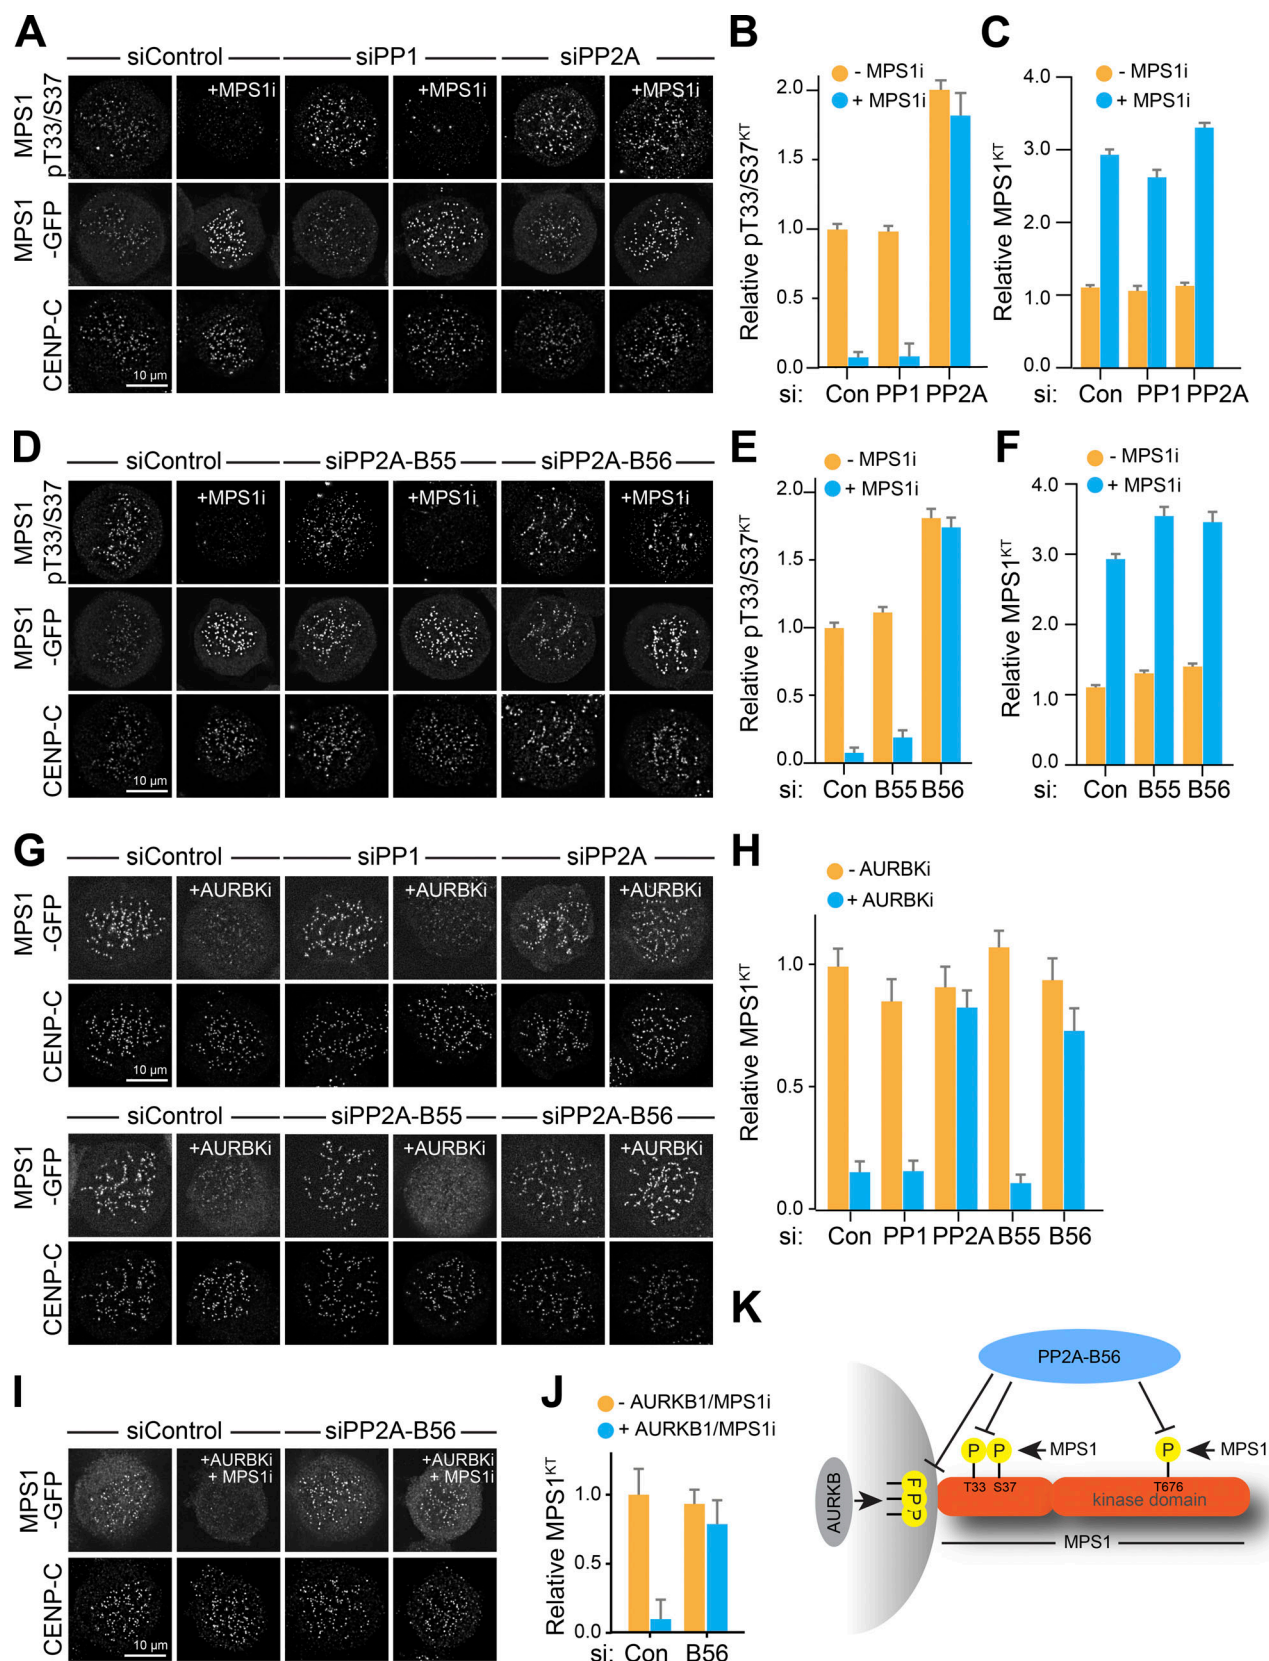 A
siControl
siPP1
siPP2A
MPS1
pT33/S37
+MPS1i
+MPS1i
+MPS1i
MPS1
-GFP
CENP-C
10 µm
B
- MPS1i
+ MPS1i
Relative pT33/S37KT
2.0
1.5
1.0
0.5
0.0
si: Con PP1 PP2A
C
- MPS1i
+ MPS1i
Relative MPS1KT
4.0
3.0
2.0
1.0
0.0
si: Con PP1 PP2A
D
siControl
siPP2A-B55
siPP2A-B56
MPS1
pT33/S37
+MPS1i
+MPS1i
+MPS1i
MPS1
-GFP
CENP-C
10 µm
E
- MPS1i
+ MPS1i
Relative pT33/S37KT
2.0
1.5
1.0
0.5
0.0
si: Con B55 B56
F
- MPS1i
+ MPS1i
Relative MPS1KT
4.0
3.0
2.0
1.0
0.0
si: Con B55 B56
G
siControl
siPP1
siPP2A
MPS1
-GFP
+AURBKi
+AURBKi
+AURBKi
CENP-C
10 µm
siControl
siPP2A-B55
siPP2A-B56
MPS1
-GFP
+AURBKi
+AURBKi
+AURBKi
CENP-C
H
- AURBKi
+ AURBKi
Relative MPS1KT
1.0
0.5
0.0
si: Con PP1 PP2A B55 B56
I
siControl
siPP2A-B56
MPS1
-GFP
+AURBKi
+ MPS1i
+AURBKi
+ MPS1i
CENP-C
10 µm
J
- AURKB1/MPS1i
+ AURKB1/MPS1i
Relative MPS1KT
1.0
0.5
0.0
si: Con B56
K
PP2A-B56
P P
MPS1
P
MPS1
T33 S37
T676
kinase domain
AURKB
P
P
MPS1